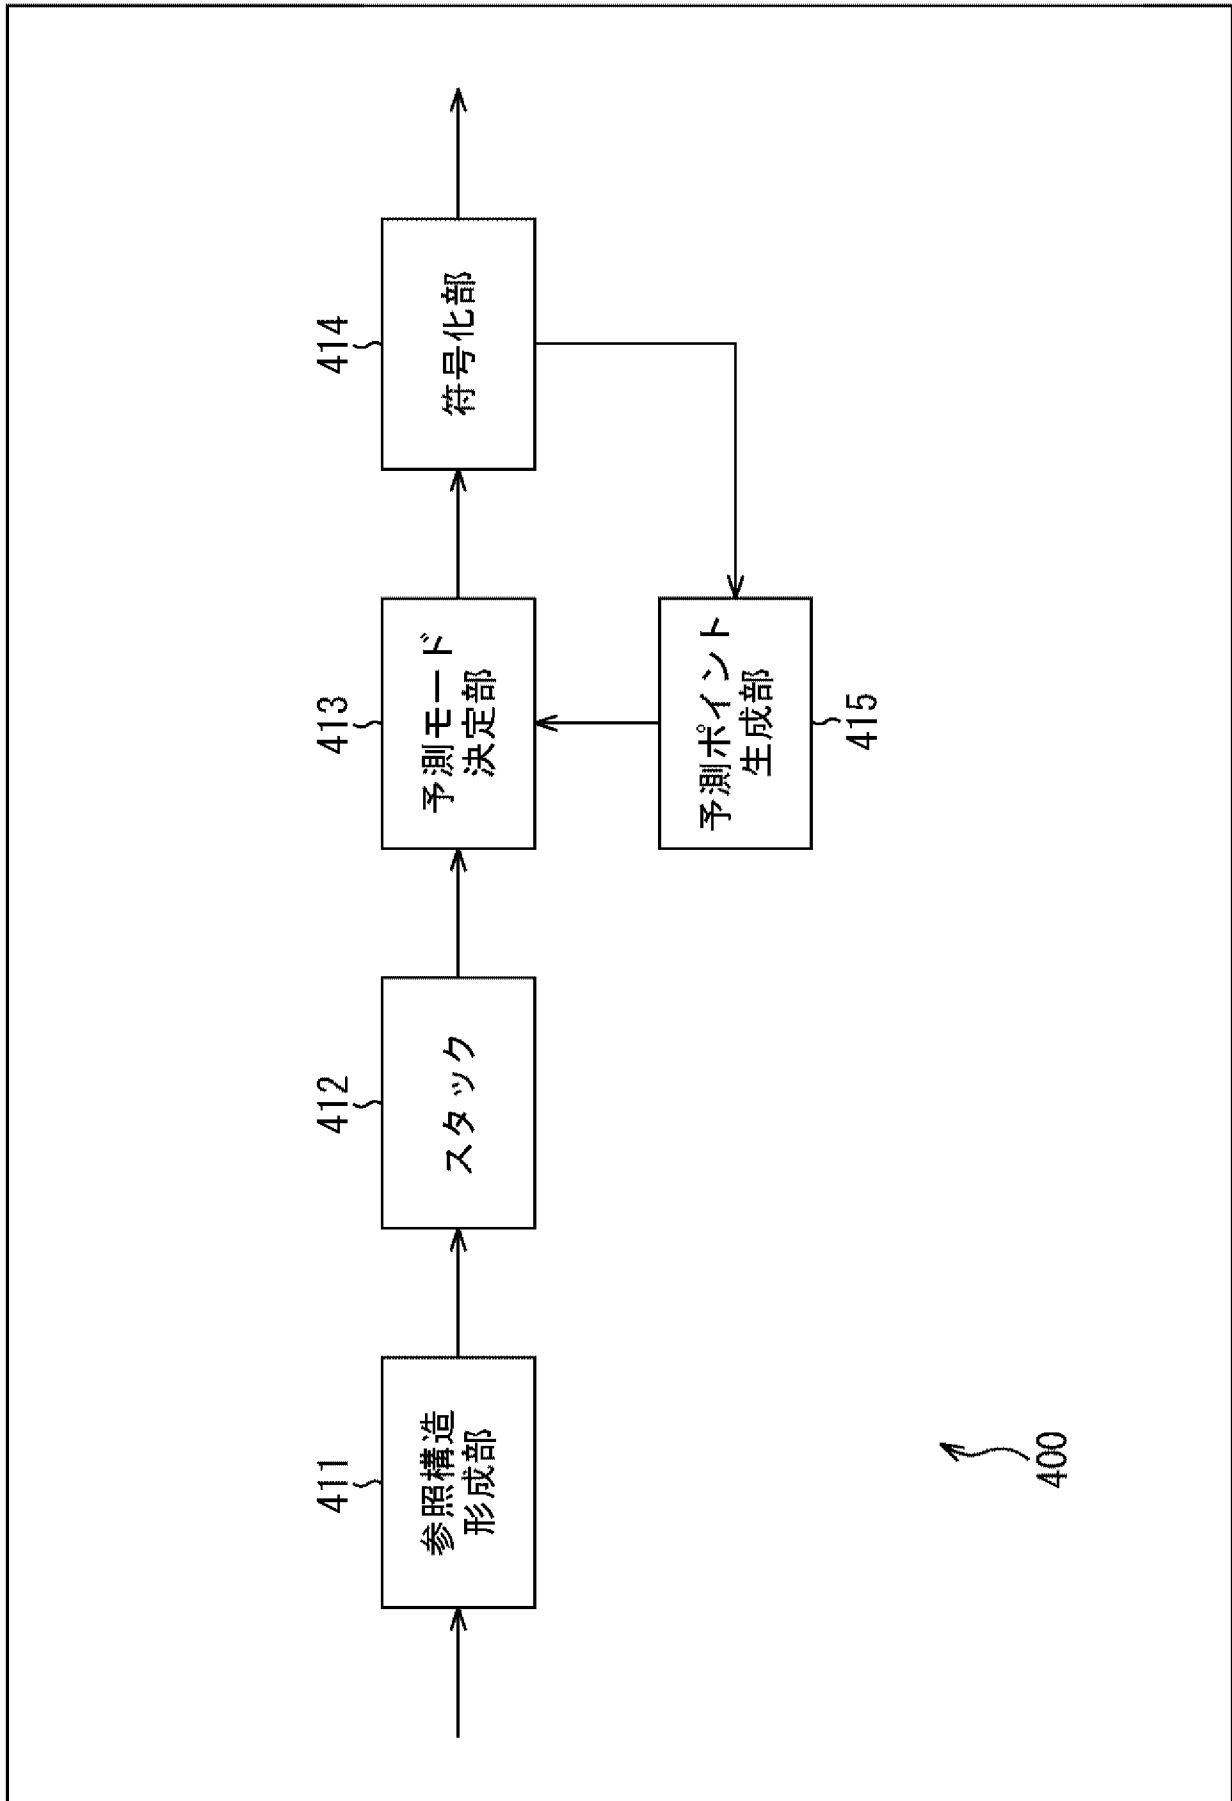 411
参照構造
形成部
412
スタック
413
予測モード
決定部
414
符号化部
予測ポイント
生成部
415
400